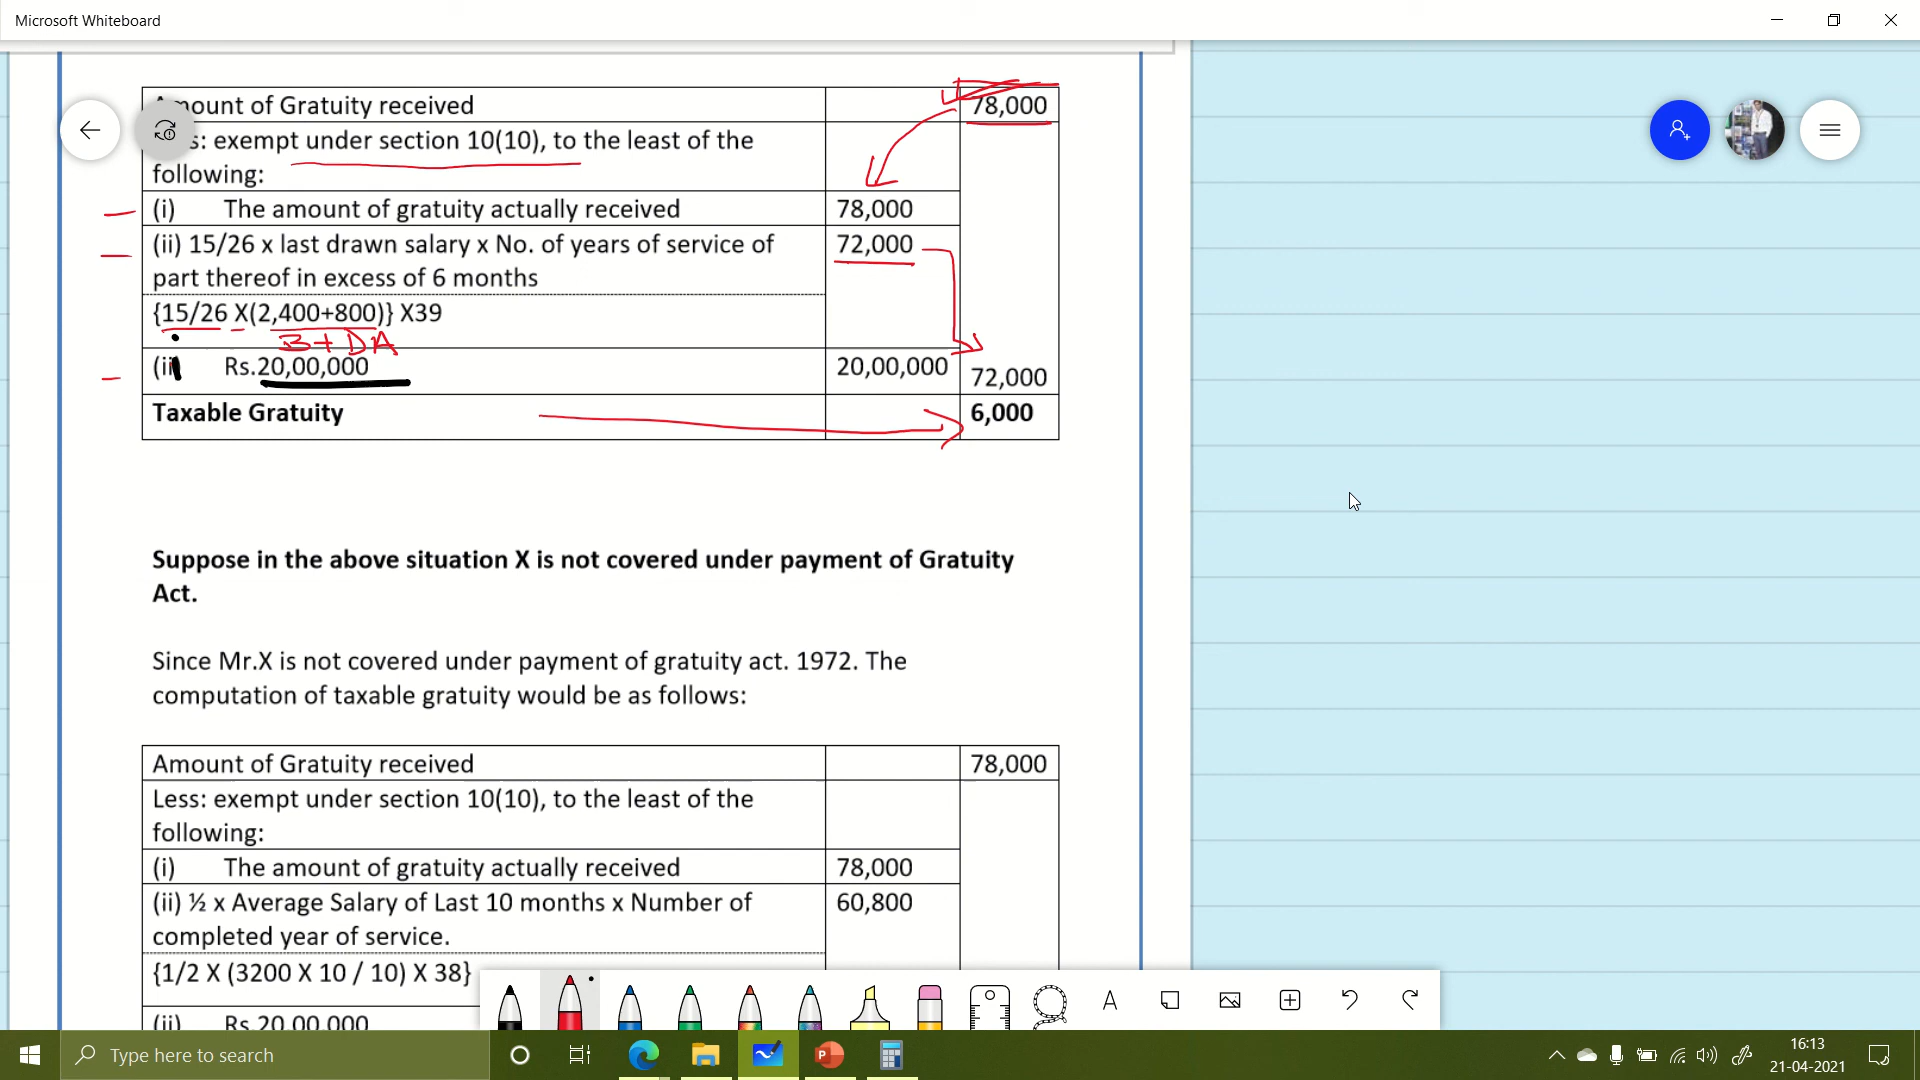 Microsoft Whiteboard
Amount of Gratuity received 78,000
exempt under section 10(10), to the least of the
following:
(i) The amount of gratuity actually received 78,000
(ii) 15/26 x last drawn salary x No. of years of service of 72,000
part thereof in excess of 6 months
{15/26 X(2,400+800)} X39
B+ DA
(ii Rs.20,00,000 20,00,000 72,000
Taxable Gratuity 6,000
Suppose in the above situation X is not covered under payment of Gratuity
Act.
Since Mr.X is not covered under payment of gratuity act. 1972. The
computation of taxable gratuity would be as follows:
Amount of Gratuity received 78,000
Less: exempt under section 10(10), to the least of the
following:
(i) The amount of gratuity actually received 78,000
(ii) ½ x Average Salary of Last 10 months x Number of 60,800
completed year of service.
{1/2 X (3200 X 10 / 10) X 38}
(ii) Rs.20,00,000
A
Type here to search
16:13
21-04-2021